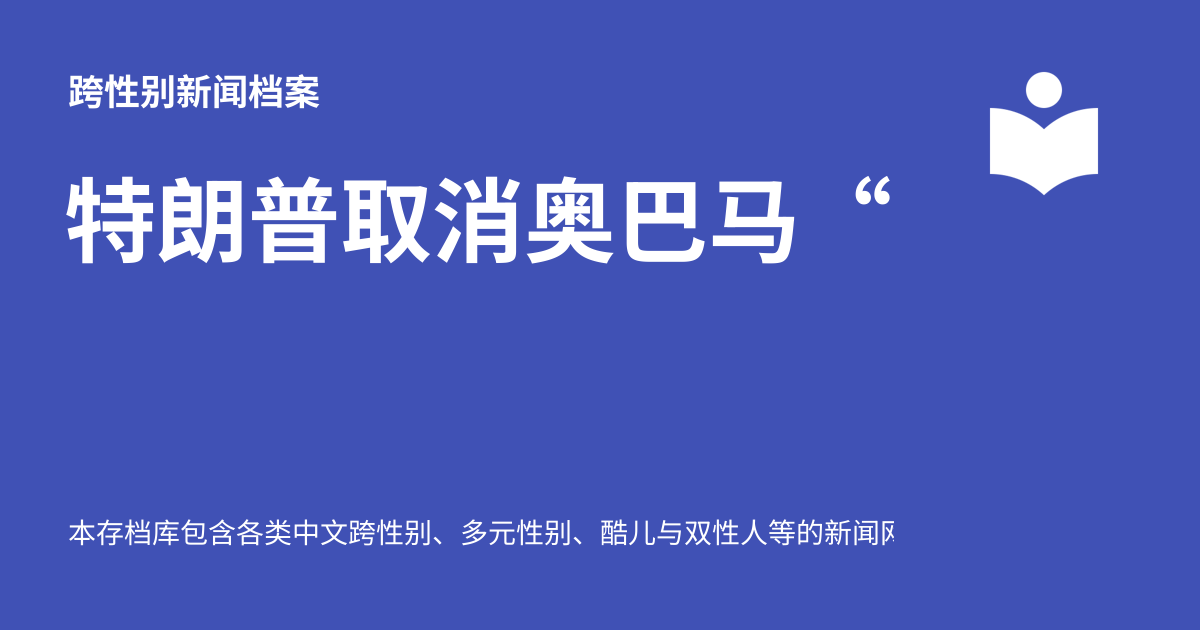 跨性别新闻档案
特朗普取消奥巴马 “
本存档库包含各类中文跨性别、多元性别、酷儿与双性人等的新闻网